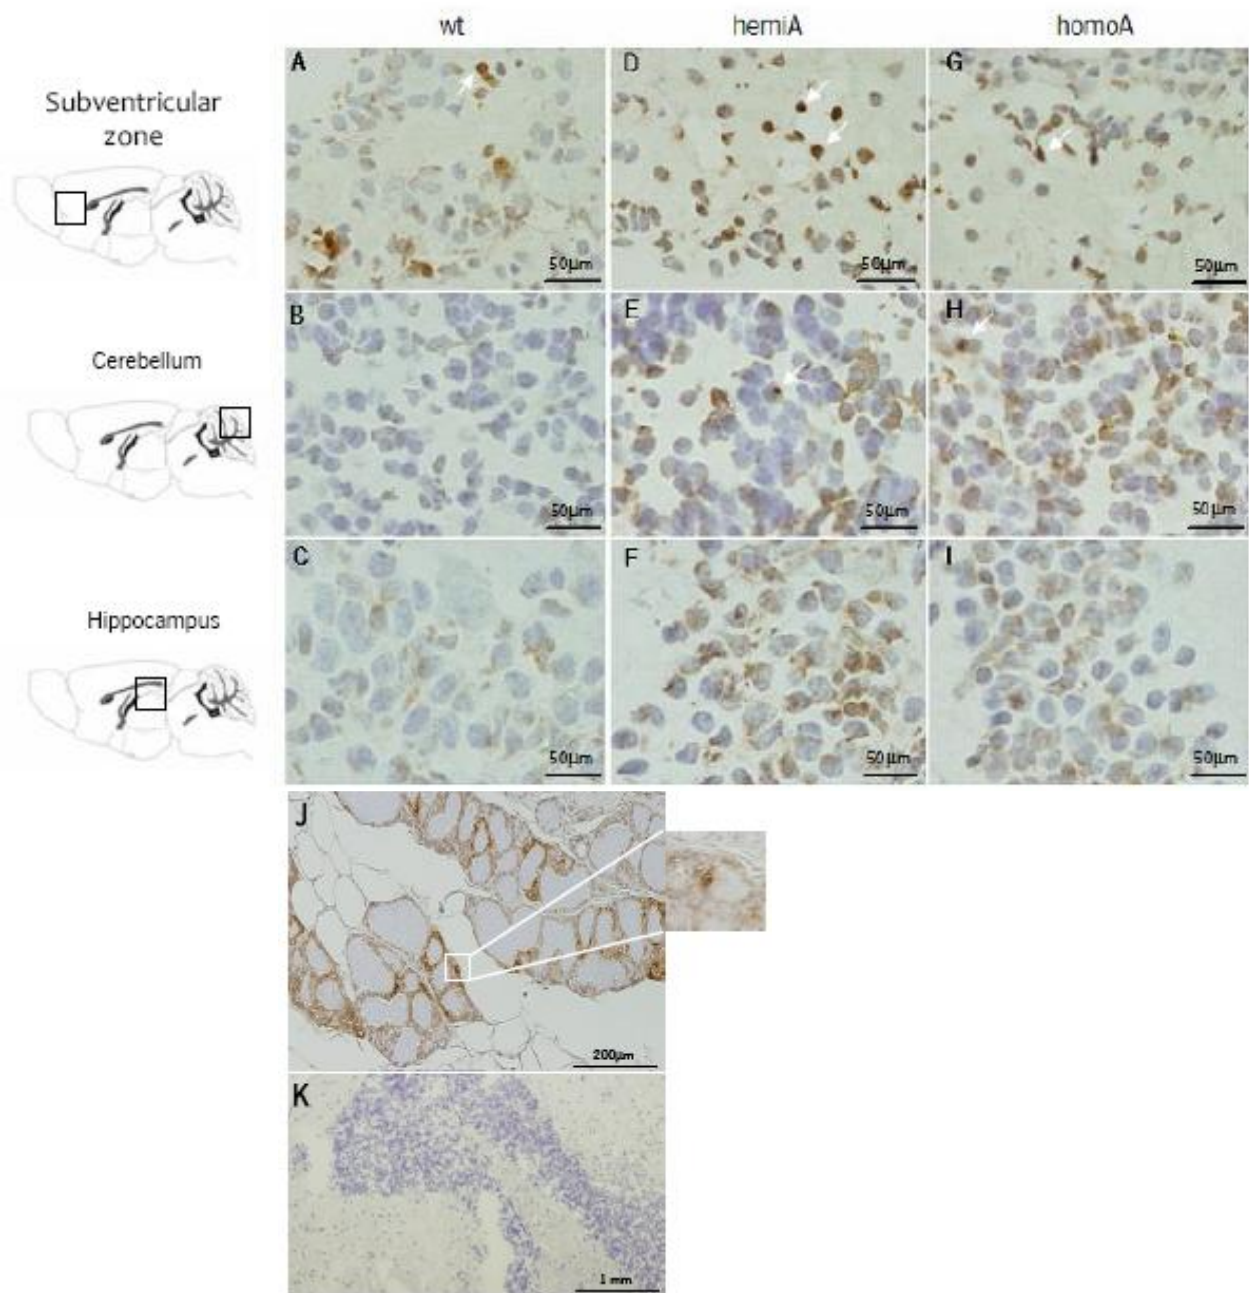 wt hemiA homoA
Subventricular
zone
A D G
50µm 50µm 50µm
Cerebellum
B E H
50µm 50µm 50µm
Hippocampus
C F I
50µm 50µm 50µm
J
200µm
K
1 mm